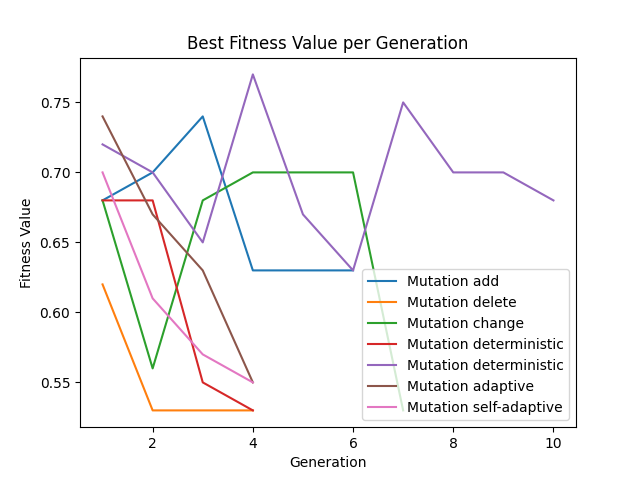 Best Fitness Value per Generation
Fitness Value
0.75
0.70
0.65
0.60
0.55
Mutation add
Mutation delete
Mutation change
Mutation deterministic
Mutation deterministic
Mutation adaptive
Mutation self-adaptive
2
4
6
8
10
Generation